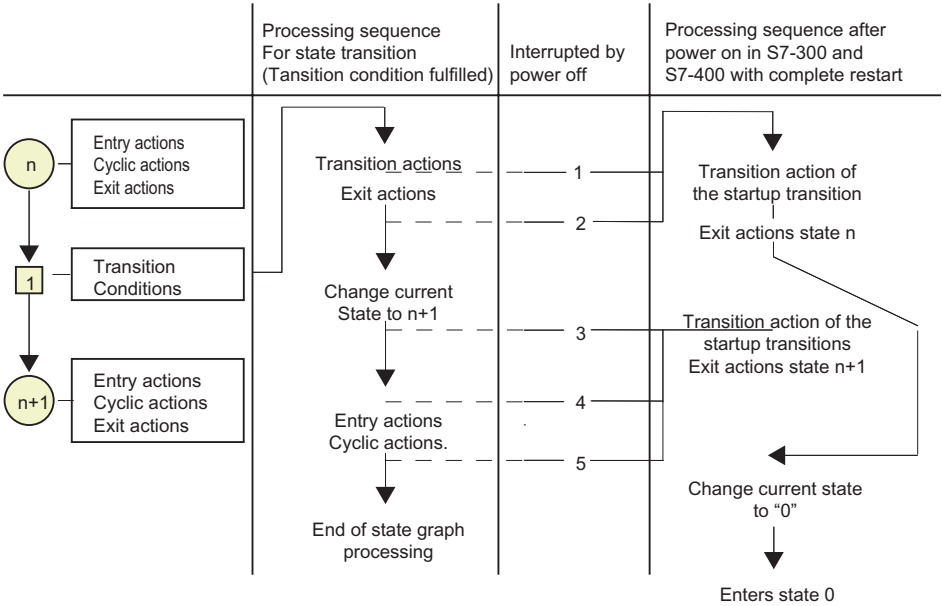 Processing sequence
For state transition
(Tansition condition fulfilled)
Interrupted by
power off
Processing sequence after
power on in S7-300 and
S7-400 with complete restart
n
Entry actions
Cyclic actions
Exit actions
1
Transition
Conditions
n+1
Entry actions
Cyclic actions
Exit actions
Transition actions
Exit actions
Change current
State to n+1
Entry actions
Cyclic actions.
End of state graph
processing
1
2
3
4
5
Transition action of
the startup transition
Exit actions state n
Transition action of the
startup transitions
Exit actions state n+1
Change current state
to “0”
Enters state 0